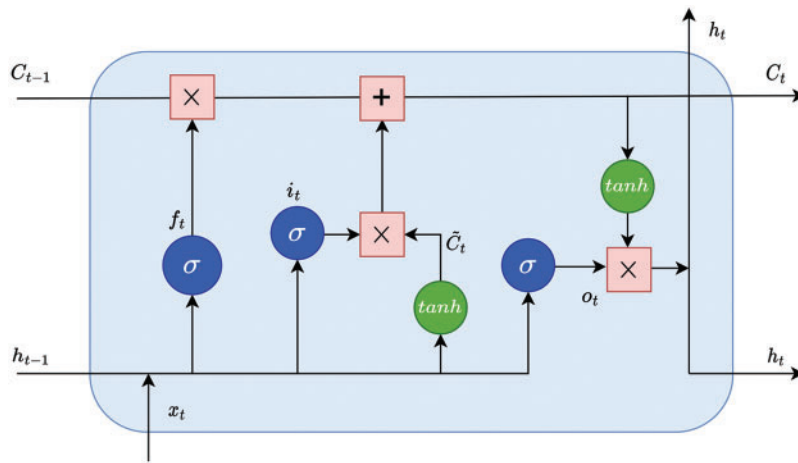 h_t
C_{t-1}
C_t
×
+
tanh
i_t
f_t
σ
×
C̃_t
σ
σ
×
o_t
tanh
h_{t-1}
h_t
x_t